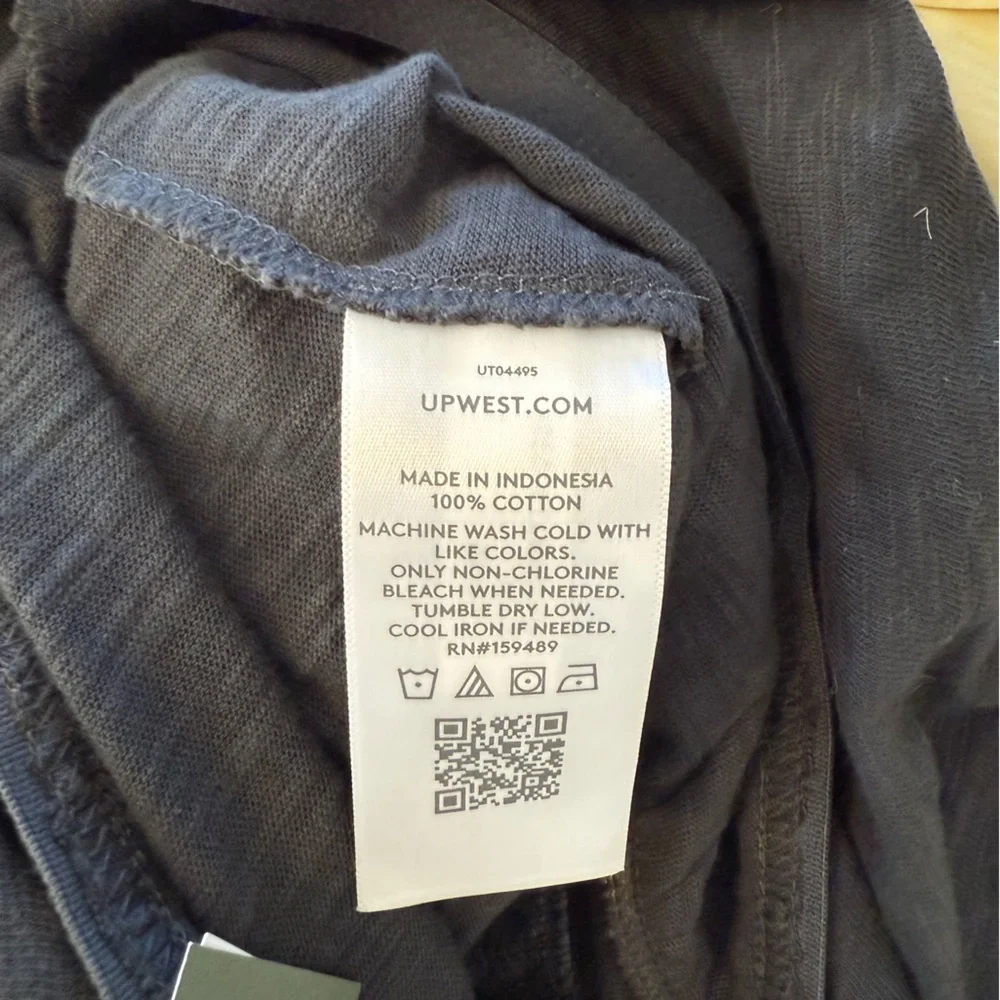 UT04495
UPWEST.COM
MADE IN INDONESIA
100% COTTON
MACHINE WASH COLD WITH
LIKE COLORS.
ONLY NON-CHLORINE
BLEACH WHEN NEEDED.
TUMBLE DRY LOW.
COOL IRON IF NEEDED.
RN#159489